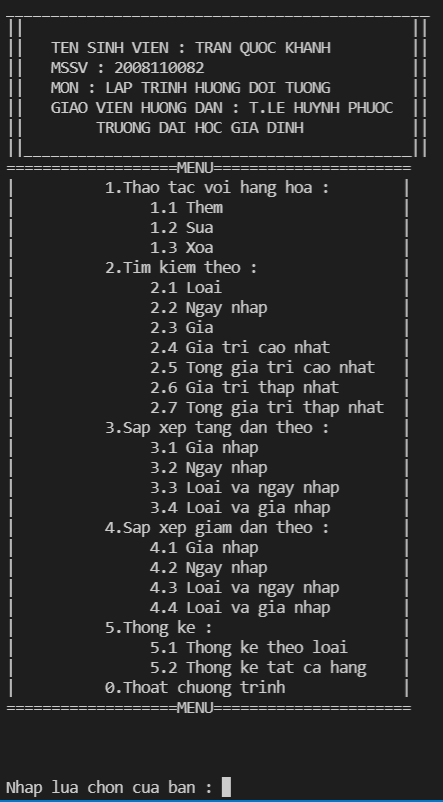 TEN SINH VIEN : TRAN QUOC KHANH
MSSV : 2008110082
MON : LAP TRINH HUONG DOI TUONG
GIAO VIEN HUONG DAN : T.LE HUYNH PHUOC
TRUONG DAI HOC GIA DINH
===================MENU======================
1.Thao tac voi hang hoa :
1.1 Them
1.2 Sua
1.3 Xoa
2.Tim kiem theo :
2.1 Loai
2.2 Ngay nhap
2.3 Gia
2.4 Gia tri cao nhat
2.5 Tong gia tri cao nhat
2.6 Gia tri thap nhat
2.7 Tong gia tri thap nhat
3.Sap xep tang dan theo :
3.1 Gia nhap
3.2 Ngay nhap
3.3 Loai va ngay nhap
3.4 Loai va gia nhap
4.Sap xep giam dan theo :
4.1 Gia nhap
4.2 Ngay nhap
4.3 Loai va ngay nhap
4.4 Loai va gia nhap
5.Thong ke :
5.1 Thong ke theo loai
5.2 Thong ke tat ca hang
0.Thoat chuong trinh
===================MENU======================
Nhap lua chon cua ban :